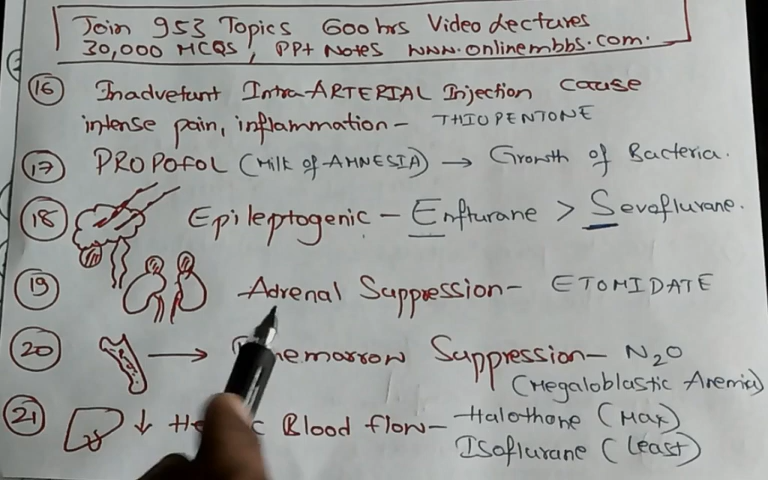 Join 953 Topics 600 hrs Video Lectures
30,000 MCQS, PPt Notes www.onlinembbs.com.
16 Inadvetant Intra-ARTERIAL Injection cause
intense pain, inflammation - THIOPENTONE
17 PROPOFOL (Milk of AMNESIA) → Growth of Bacteria.
18 Epileptogenic - Enflurane > Sevoflurane.
19 Adrenal Suppression - ETOMIDATE
20 → Suppression - N2O
(Megaloblastic Anemia)
21 ↓ Blood flow - Halothane (Max)
Isoflurane (least)